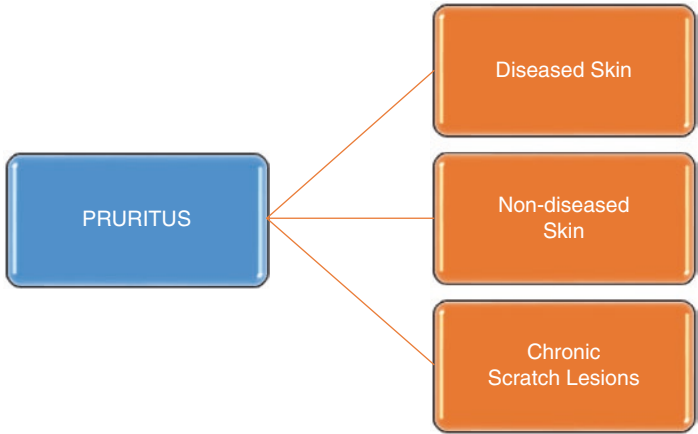 PRURITUS
Diseased Skin
Non-diseased
Skin
Chronic
Scratch Lesions